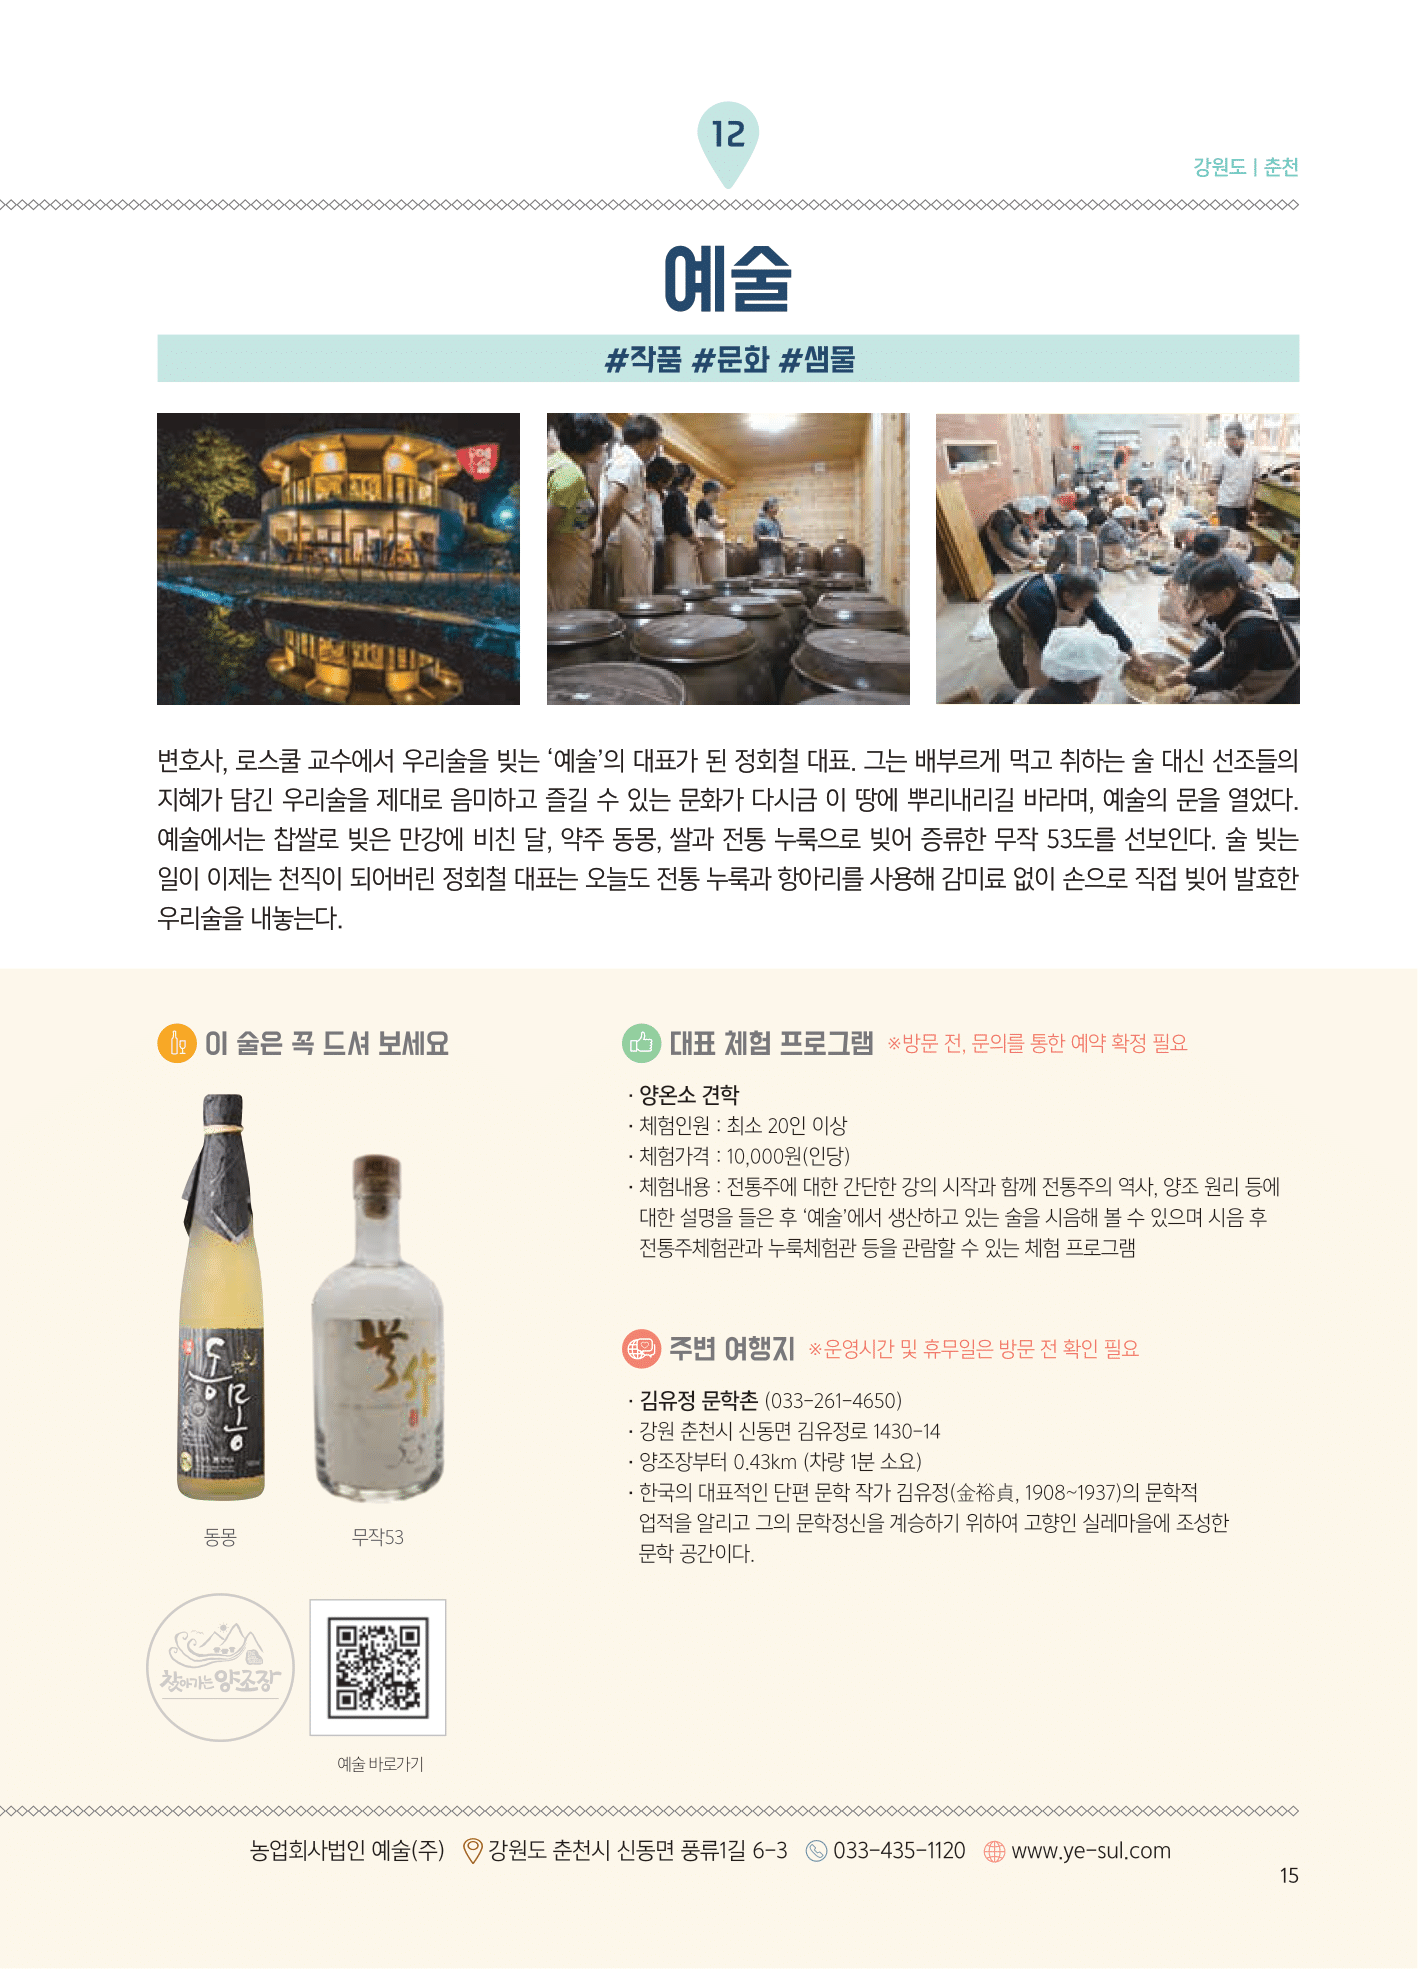 12
강원도 | 춘천
예술
#작품 #문화 #샘물
변호사, 로스쿨 교수에서 우리술을 빚는 ‘예술’의 대표가 된 정회철 대표. 그는 배부르게 먹고 취하는 술 대신 선조들의
지혜가 담긴 우리술을 제대로 음미하고 즐길 수 있는 문화가 다시금 이 땅에 뿌리내리길 바라며, 예술의 문을 열었다.
예술에서는 찹쌀로 빚은 만강에 비친 달, 약주 동몽, 쌀과 전통 누룩으로 빚어 증류한 무작 53도를 선보인다. 술 빚는
일이 이제는 천직이 되어버린 정회철 대표는 오늘도 전통 누룩과 항아리를 사용해 감미료 없이 손으로 직접 빚어 발효한
우리술을 내놓는다.
이 술은 꼭 드셔 보세요
동몽
무작53
찾아가는 양조장
예술 바로가기
대표 체험 프로그램 ※방문 전, 문의를 통한 예약 확정 필요
· 양온소 견학
· 체험인원 : 최소 20인 이상
· 체험가격 : 10,000원(인당)
· 체험내용 : 전통주에 대한 간단한 강의 시작과 함께 전통주의 역사, 양조 원리 등에
대한 설명을 들은 후 ‘예술’에서 생산하고 있는 술을 시음해 볼 수 있으며 시음 후
전통주체험관과 누룩체험관 등을 관람할 수 있는 체험 프로그램
주변 여행지 ※운영시간 및 휴무일은 방문 전 확인 필요
· 김유정 문학촌 (033-261-4650)
· 강원 춘천시 신동면 김유정로 1430-14
· 양조장부터 0.43km (차량 1분 소요)
· 한국의 대표적인 단편 문학 작가 김유정(金裕貞, 1908~1937)의 문학적
업적을 알리고 그의 문학정신을 계승하기 위하여 고향인 실레마을에 조성한
문학 공간이다.
농업회사법인 예술(주) 강원도 춘천시 신동면 풍류1길 6-3 033-435-1120 www.ye-sul.com
15